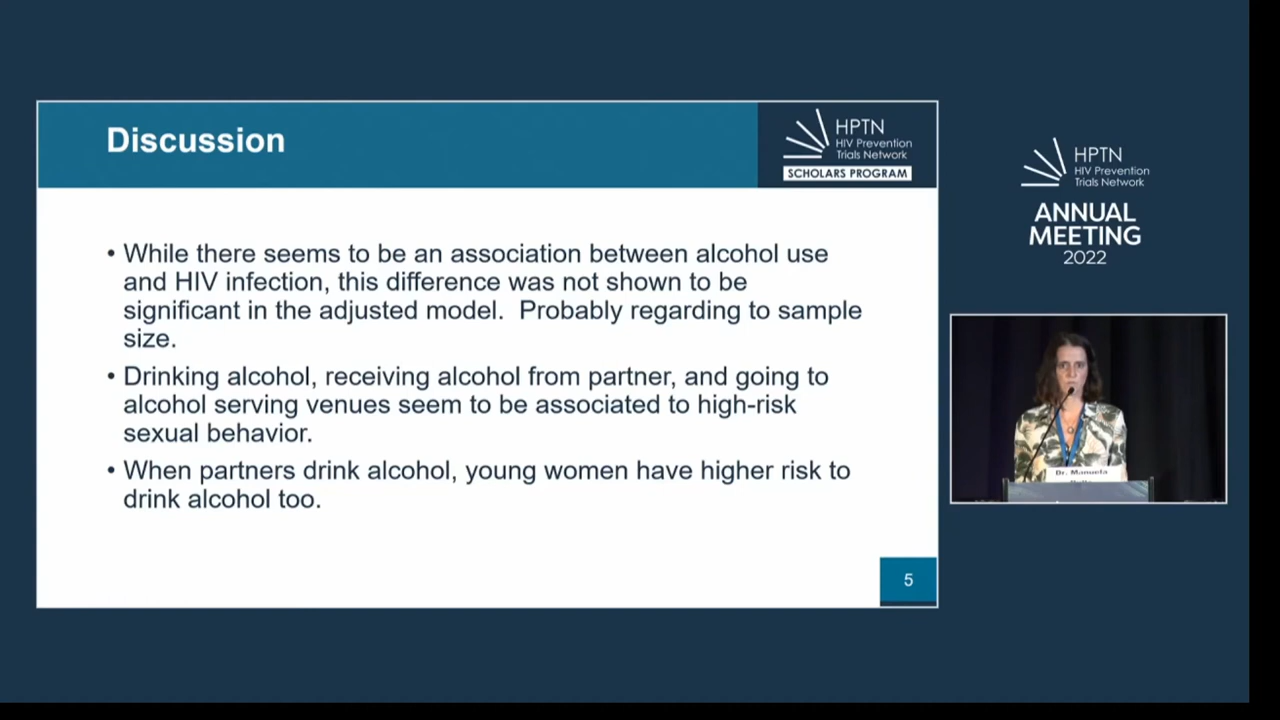 Discussion
HPTN
HIV Prevention
Trials Network
SCHOLARS PROGRAM
• While there seems to be an association between alcohol use
and HIV infection, this difference was not shown to be
significant in the adjusted model.  Probably regarding to sample
size.
• Drinking alcohol, receiving alcohol from partner, and going to
alcohol serving venues seem to be associated to high-risk
sexual behavior.
• When partners drink alcohol, young women have higher risk to
drink alcohol too.
5
HPTN
HIV Prevention
Trials Network
ANNUAL
MEETING
2022
Dr. Manuela